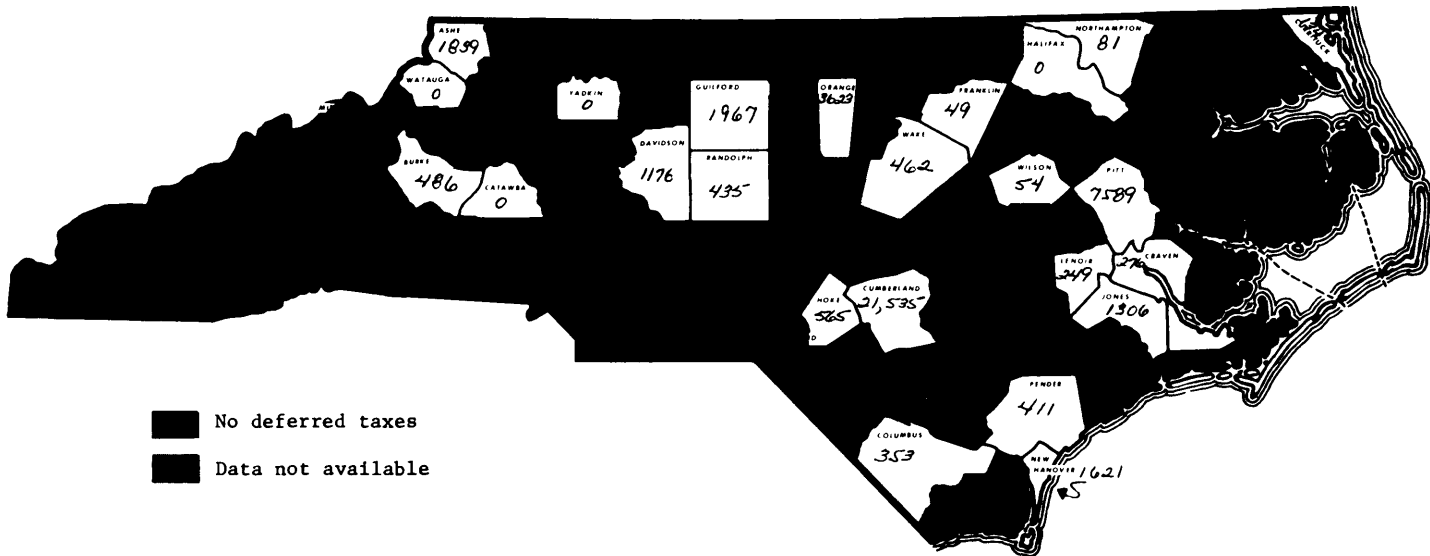 ASHE
1839
WATAUGA
0
YADKIN
0
GUILFORD
1967
ORANGE
3623
FRANKLIN
49
HALIFAX
0
NORTHAMPTON
81
BURKE
486
CATAWBA
0
DAVIDSON
1176
RANDOLPH
435
WAKE
462
WILSON
54
PITT
7589
LENOIR
249
276 CRAVEN
JONES
1306
HOKE
565
CUMBERLAND
21,535
PENDER
411
COLUMBUS
353
NEW
HANOVER 1621
No deferred taxes
Data not available